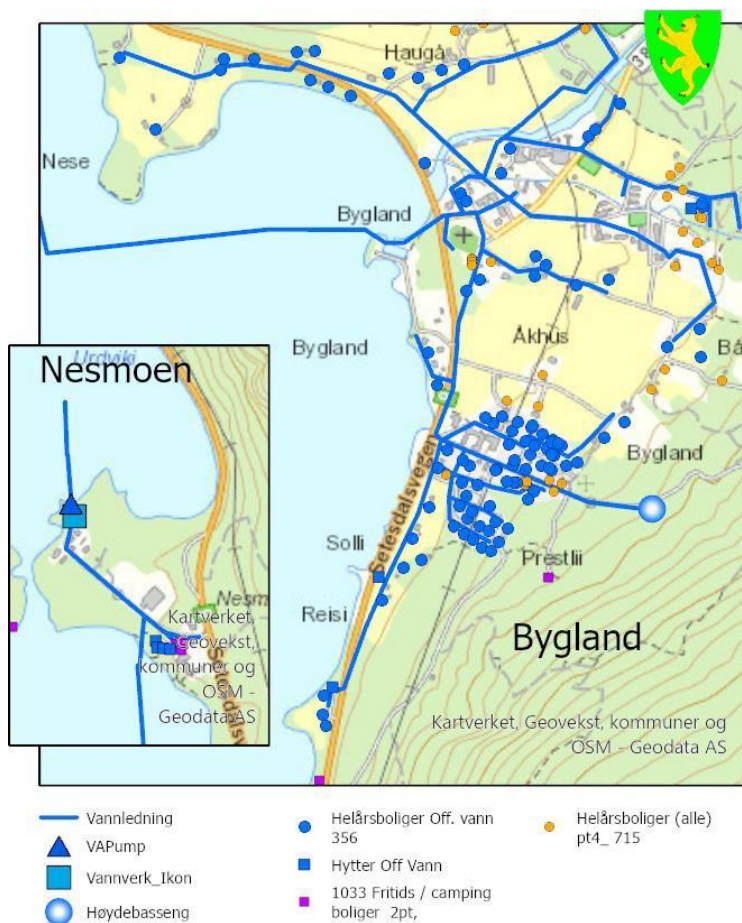 Haugå
38
Nese
Bygland
Bygland
Åkhus
Bygland
Setesdalsvegen
Solli
Prestlii
Reisi
Bygland
Kartverket, Geovekst, kommuner og
OSM - Geodata AS
Nesmoen
Urdviki
Nesm
Kartverket,
Geovekst,
kommuner og
OSM -
Geodata AS
Vannledning
VAPump
Vannverk_Ikon
Høydebasseng
Helårsboliger Off. vann
356
Hytter Off Vann
1033 Fritids / camping
boliger 2pt,
Helårsboliger (alle)
pt4_ 715